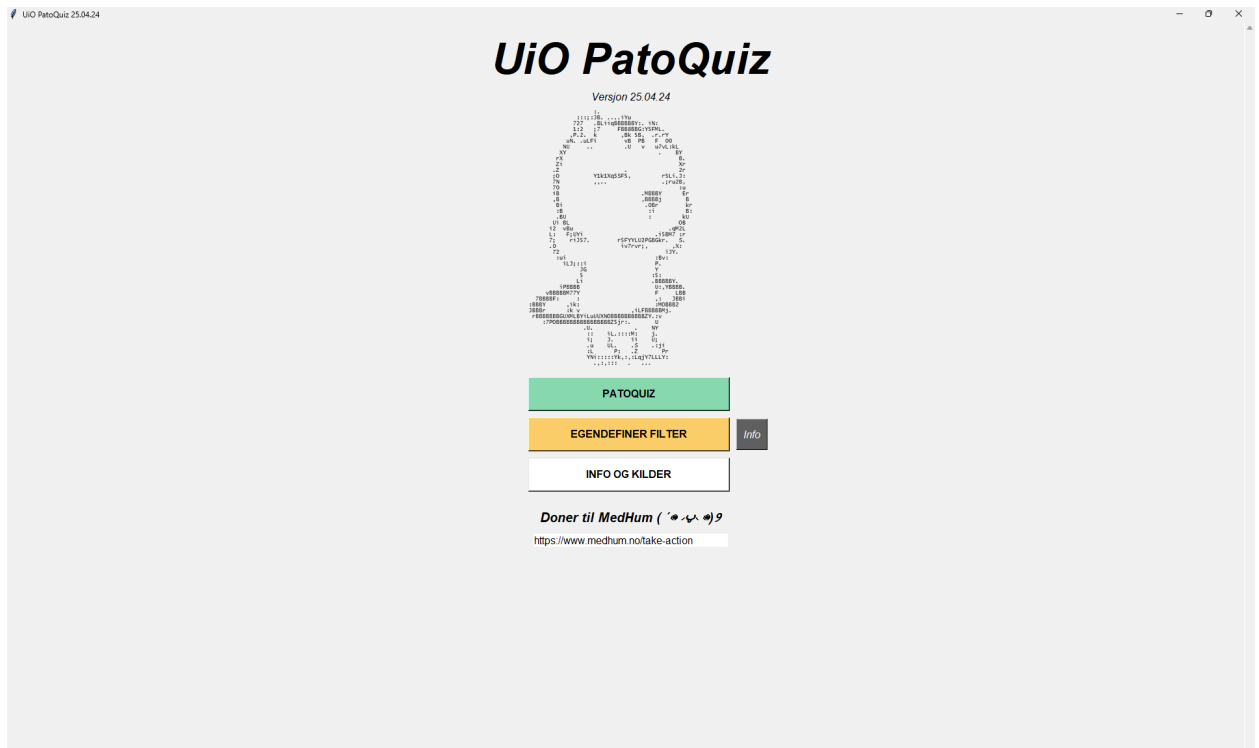 UiO PatoQuiz 25.04.24
UiO PatoQuiz
Versjon 25.04.24
PATOQUIZ
EGENDEFINER FILTER
Info
INFO OG KILDER
Doner til MedHum
https://www.medhum.no/take-action